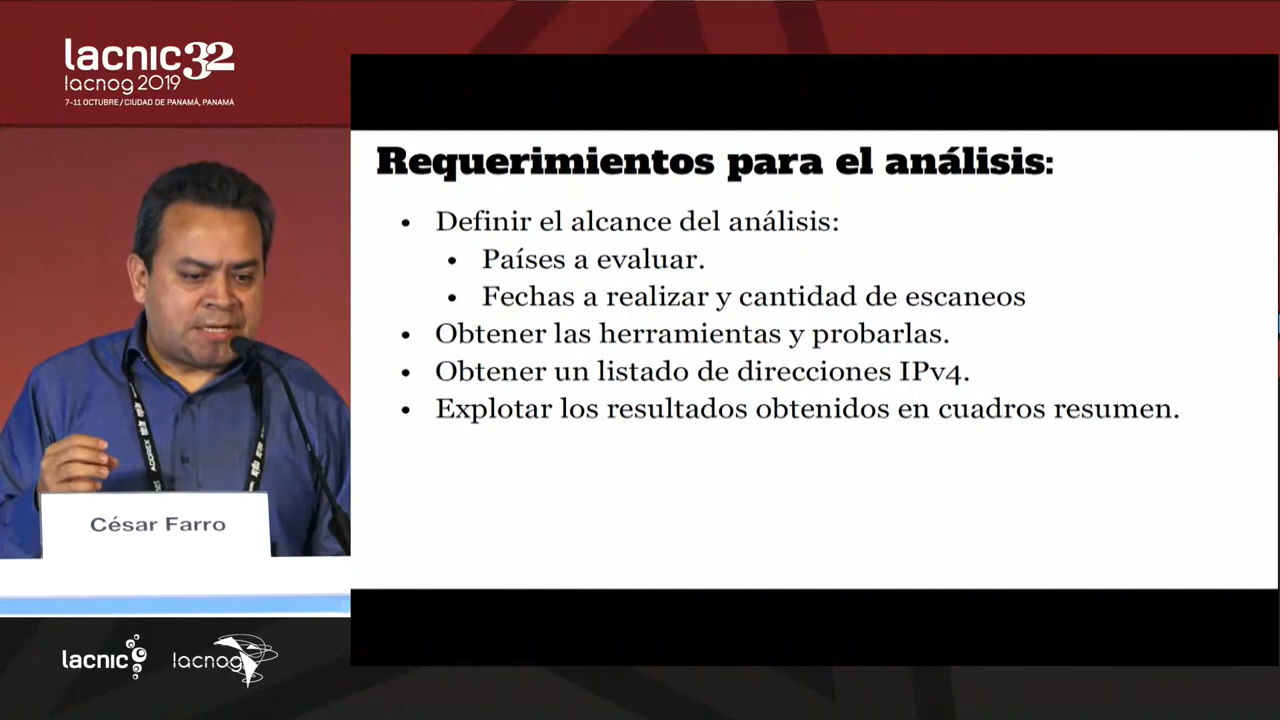 lacnic32
lacnog 2019
7-11 OCTUBRE / CIUDAD DE PANAMÁ, PANAMÁ
Requerimientos para el análisis:
• Definir el alcance del análisis:
• Países a evaluar.
• Fechas a realizar y cantidad de escaneos
• Obtener las herramientas y probarlas.
• Obtener un listado de direcciones IPv4.
• Explotar los resultados obtenidos en cuadros resumen.
ADDREX
César Farro
lacnic
lacnog